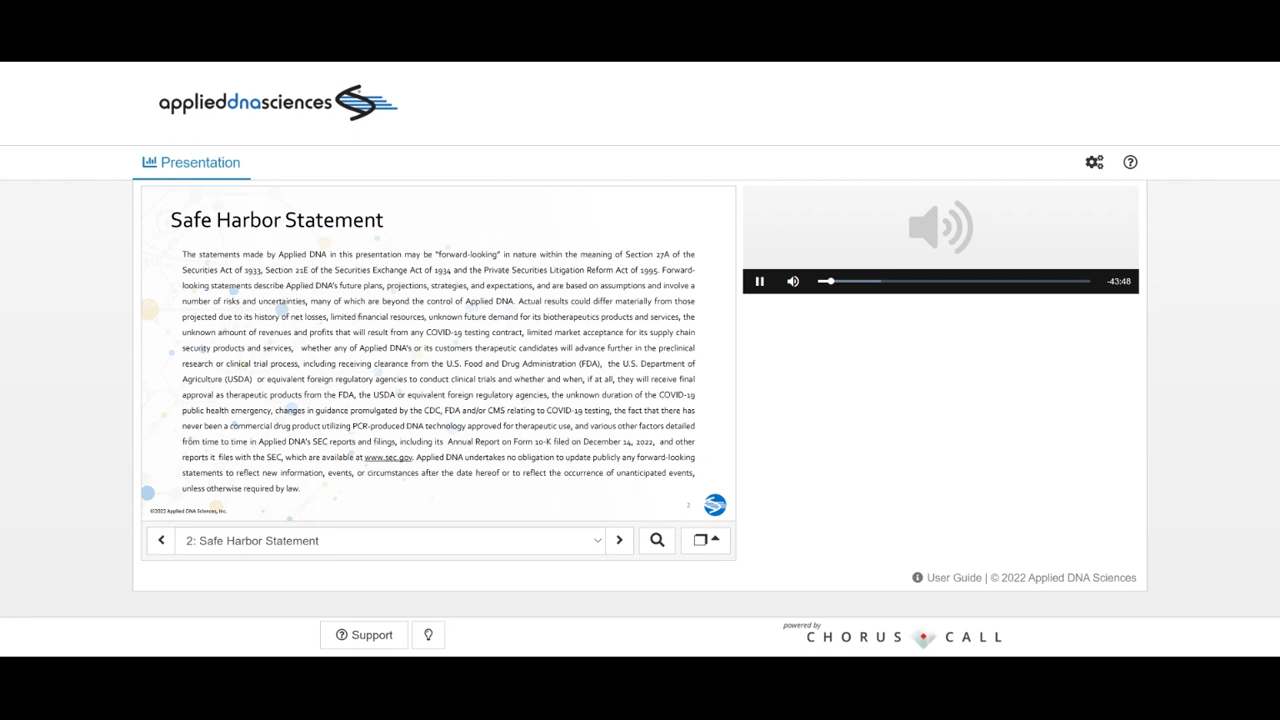 applieddnasciences
Presentation
Safe Harbor Statement
The statements made by Applied DNA in this presentation may be "forward-looking" in nature within the meaning of Section 27A of the
Securities Act of 1933, Section 21E of the Securities Exchange Act of 1934 and the Private Securities Litigation Reform Act of 1995. Forward-
looking statements describe Applied DNA's future plans, projections, strategies, and expectations, and are based on assumptions and involve a
number of risks and uncertainties, many of which are beyond the control of Applied DNA. Actual results could differ materially from those
projected due to its history of net losses, limited financial resources, unknown future demand for its biotherapeutics products and services, the
unknown amount of revenues and profits that will result from any COVID-19 testing contract, limited market acceptance for its supply chain
security products and services, whether any of Applied DNA's or its customers therapeutic candidates will advance further in the preclinical
research or clinical trial process, including receiving clearance from the U.S. Food and Drug Administration (FDA), the U.S. Department of
Agriculture (USDA) or equivalent foreign regulatory agencies to conduct clinical trials and whether and when, if at all, they will receive final
approval as therapeutic products from the FDA, the USDA or equivalent foreign regulatory agencies, the unknown duration of the COVID-19
public health emergency, changes in guidance promulgated by the CDC, FDA and/or CMS relating to COVID-19 testing, the fact that there has
never been a commercial drug product utilizing PCR-produced DNA technology approved for therapeutic use, and various other factors detailed
from time to time in Applied DNA's SEC reports and filings, including its Annual Report on Form 10-K filed on December 14, 2022, and other
reports it files with the SEC, which are available at www.sec.gov. Applied DNA undertakes no obligation to update publicly any forward-looking
statements to reflect new information, events, or circumstances after the date hereof or to reflect the occurrence of unanticipated events,
unless otherwise required by law.
©2022 Applied DNA Sciences, Inc.
2
-43:48
2: Safe Harbor Statement
User Guide | © 2022 Applied DNA Sciences
Support
powered by
CHORUS CALL